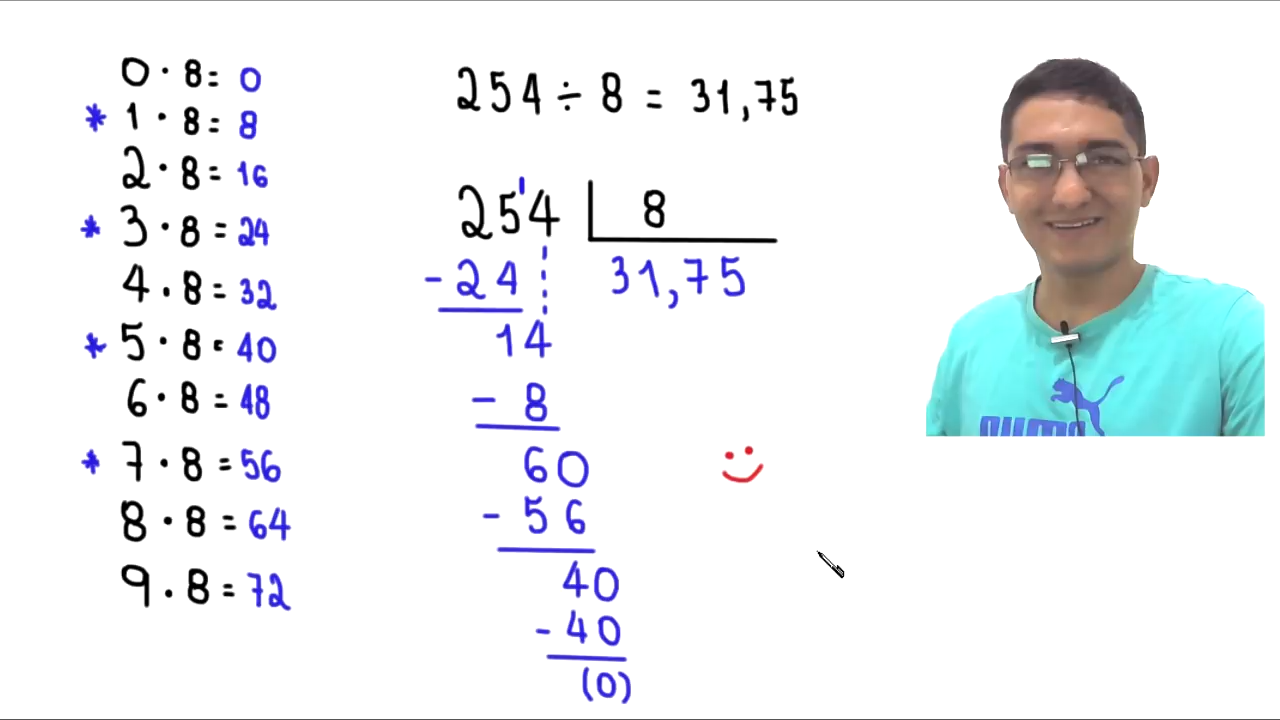 0 · 8 = 0
* 1 · 8 = 8
2 · 8 = 16
* 3 · 8 = 24
4 · 8 = 32
* 5 · 8 = 40
6 · 8 = 48
* 7 · 8 = 56
8 · 8 = 64
9 · 8 = 72
254 ÷ 8 = 31,75
25'4 8
- 24 31,75
14
- 8
60
- 56
40
- 40
(0)
PUMA